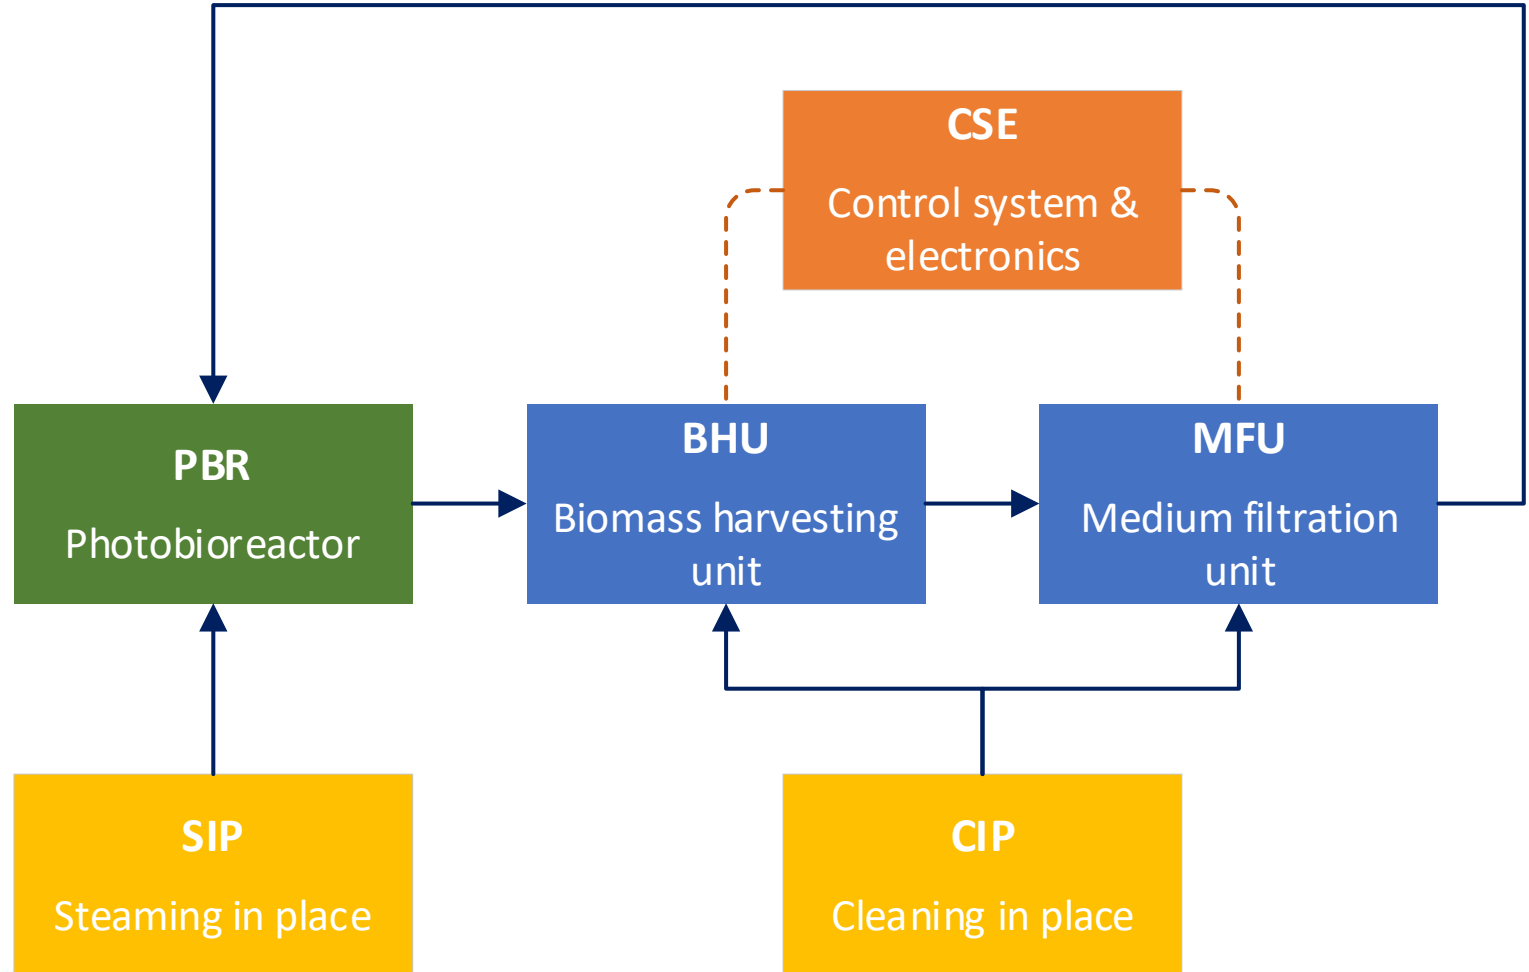 CSE
Control system &
electronics
PBR
Photobioreactor
BHU
Biomass harvesting
unit
MFU
Medium filtration
unit
SIP
Steaming in place
CIP
Cleaning in place